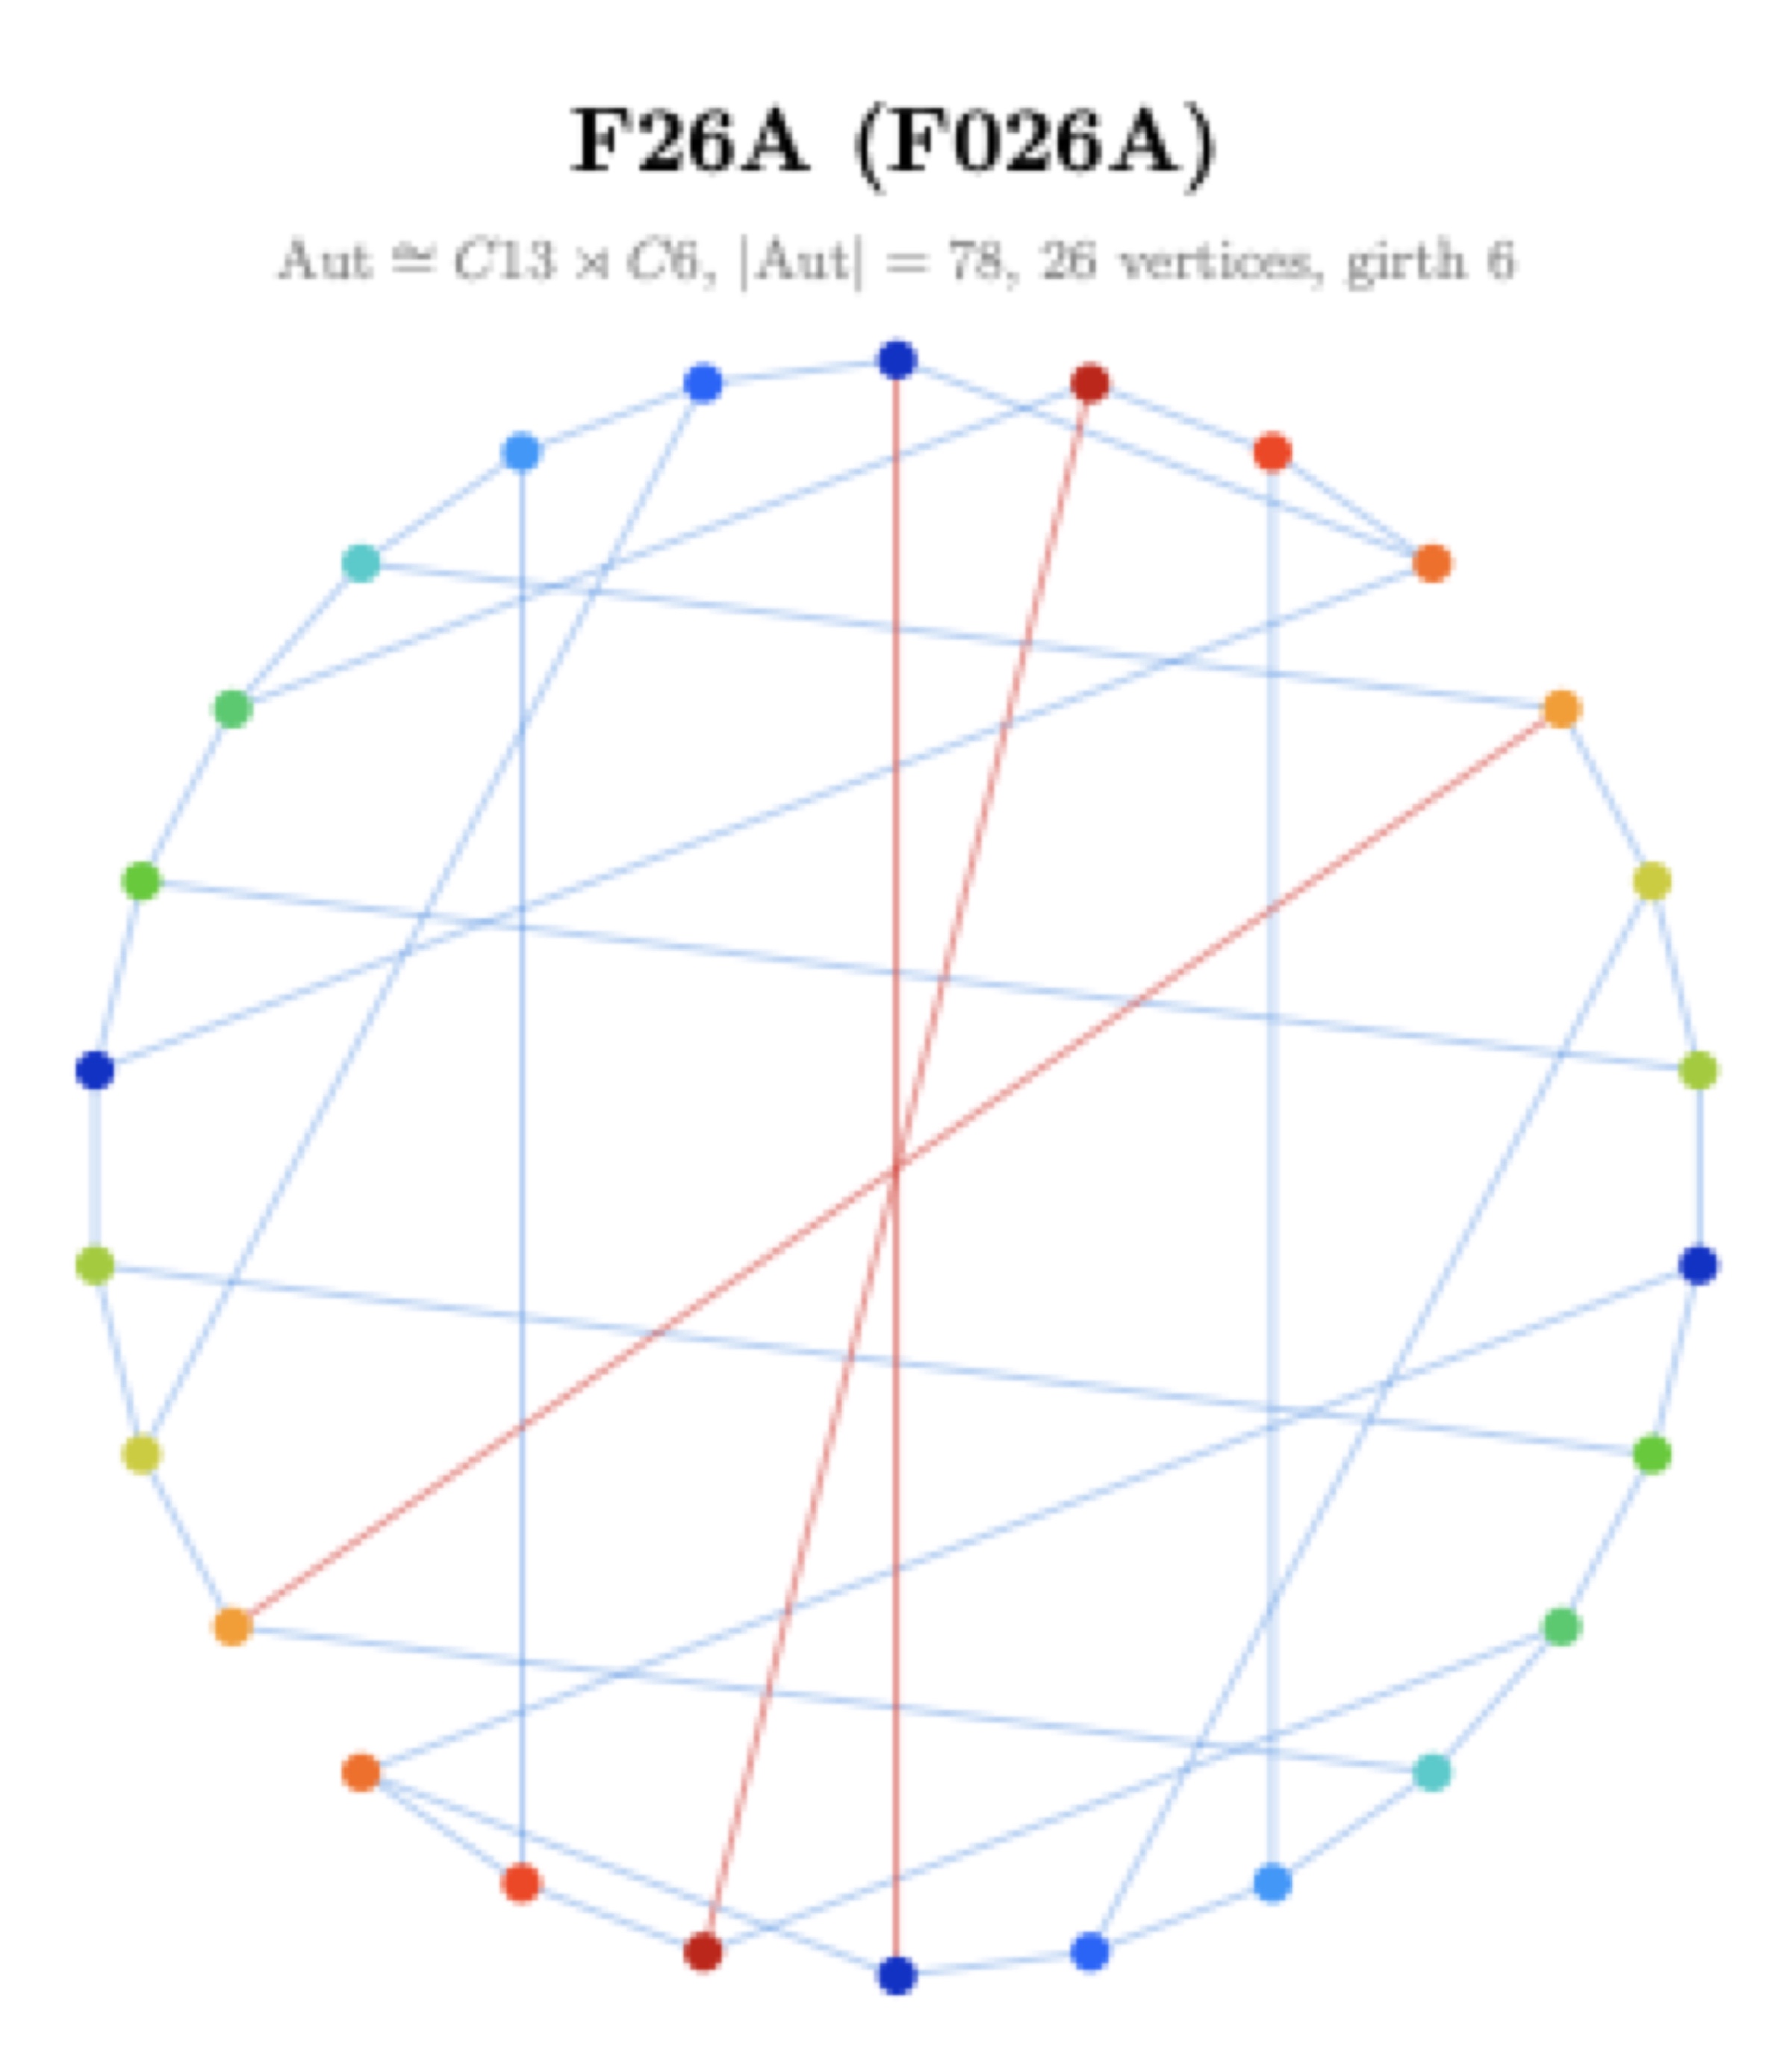 F26A (F026A)
Aut ≅ C13 ⋊ C6, |Aut| = 78, 26 vertices, girth 6